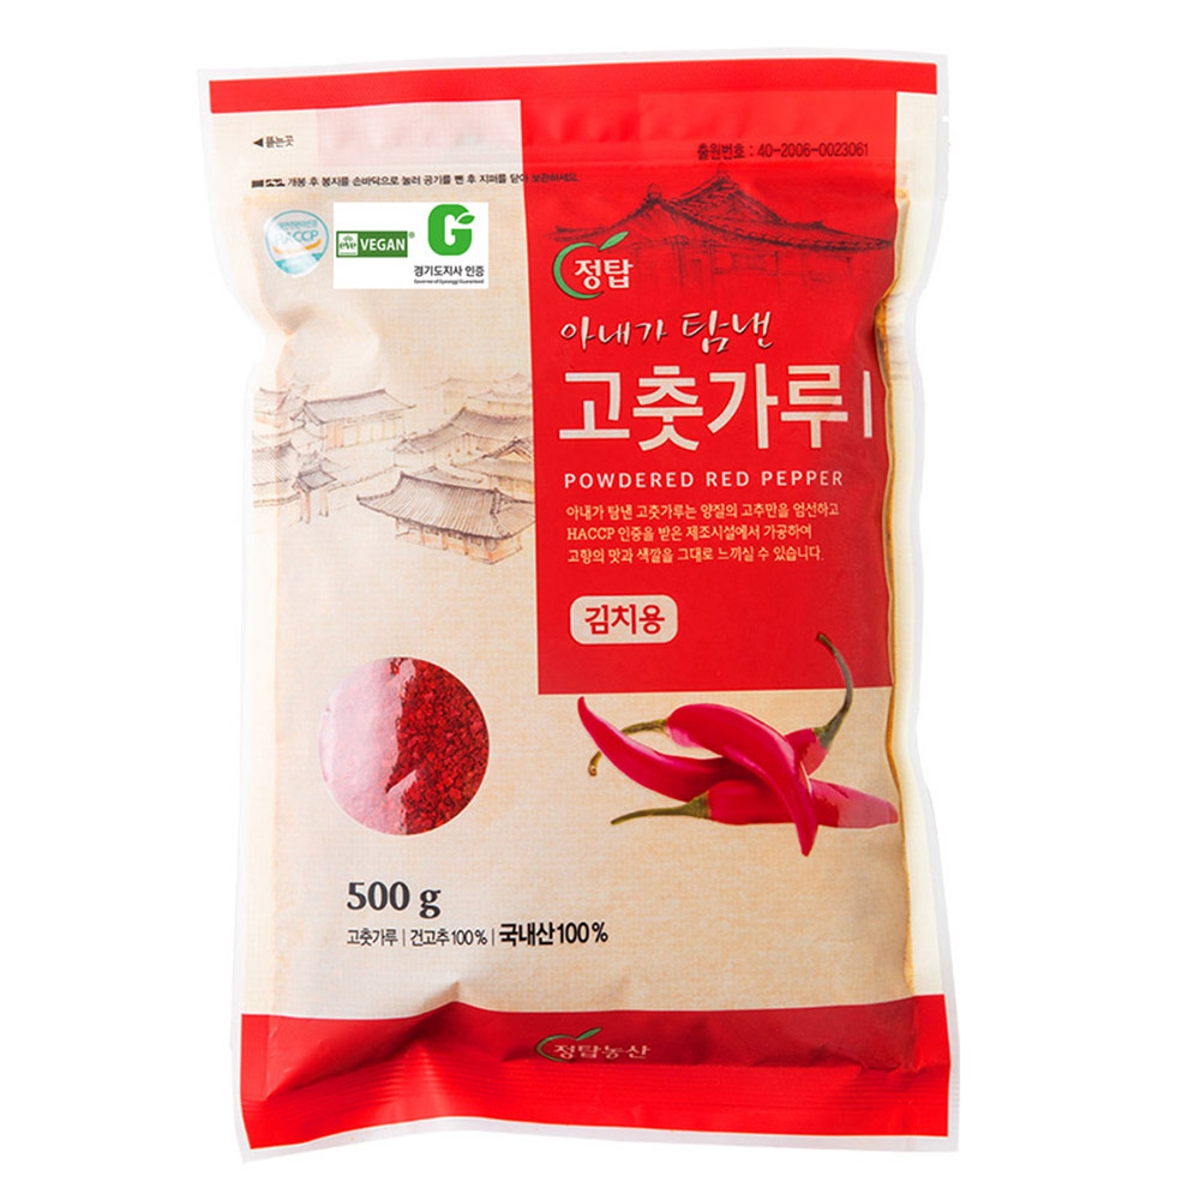 ◀뜯는곳
출원번호 : 40-2006-0023061
개봉 후 봉지를 손바닥으로 눌러 공기를 뺀 후 지퍼를 닫아 보관하세요.
HACCP
eve VEGAN®
경기도지사 인증
Governor of Gyeonggi Guaranteed
정탑
아내가 탐낸
고춧가루 I
POWDERED RED PEPPER
아내가 탐낸 고춧가루는 양질의 고추만을 엄선하고
HACCP 인증을 받은 제조시설에서 가공하여
고향의 맛과 색깔을 그대로 느끼실 수 있습니다.
김치용
500 g
고춧가루 | 건고추100% | 국내산100%
정탑농산